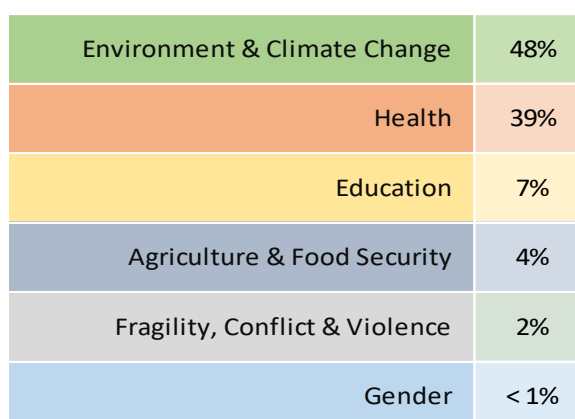 Environment & Climate Change 48%
Health 39%
Education 7%
Agriculture & Food Security 4%
Fragility, Conflict & Violence 2%
Gender < 1%